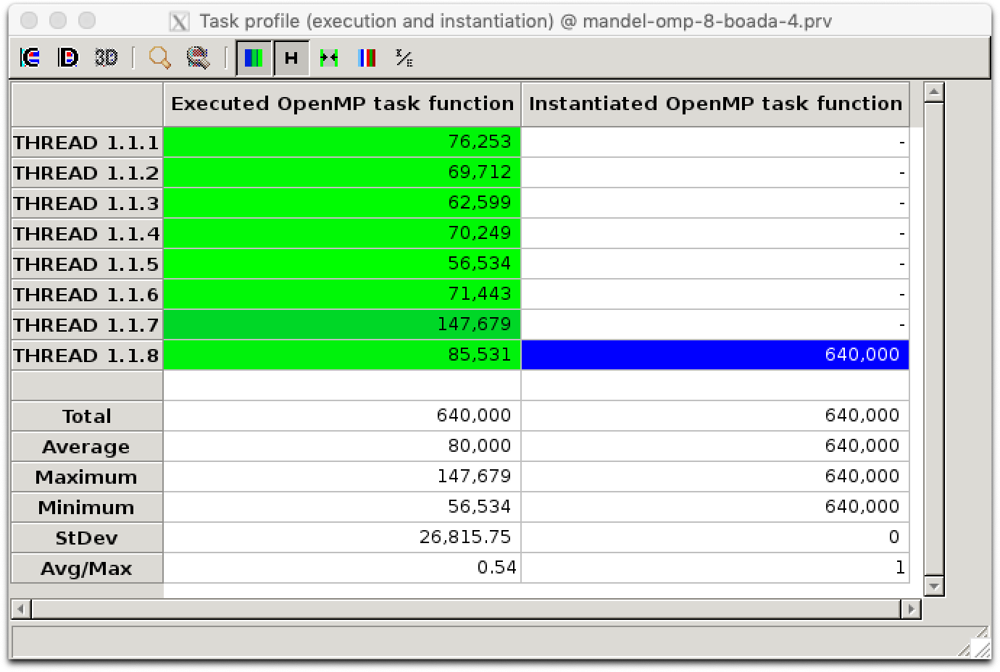 Task profile (execution and instantiation) @ mandel-omp-8-boada-4.prv
3D
H
Executed OpenMP task function Instantiated OpenMP task function
THREAD 1.1.1 76,253 -
THREAD 1.1.2 69,712 -
THREAD 1.1.3 62,599 -
THREAD 1.1.4 70,249 -
THREAD 1.1.5 56,534 -
THREAD 1.1.6 71,443 -
THREAD 1.1.7 147,679 -
THREAD 1.1.8 85,531 640,000
Total 640,000 640,000
Average 80,000 640,000
Maximum 147,679 640,000
Minimum 56,534 640,000
StDev 26,815.75 0
Avg/Max 0.54 1